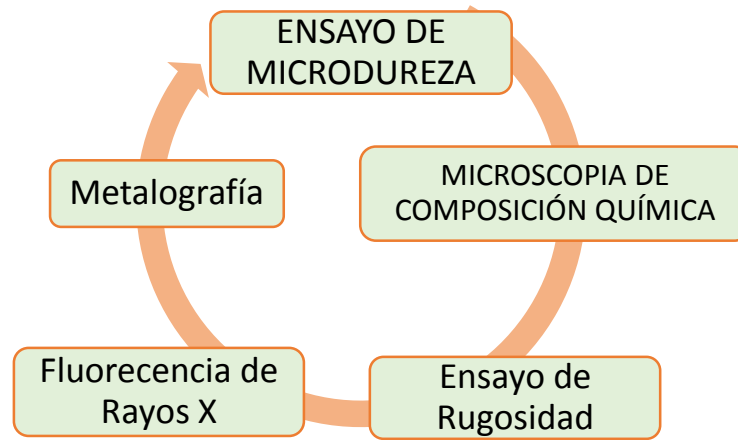 ENSAYO DE
MICRODUREZA
MICROSCOPIA DE
COMPOSICIÓN QUÍMICA
Ensayo de
Rugosidad
Fluorecencia de
Rayos X
Metalografía